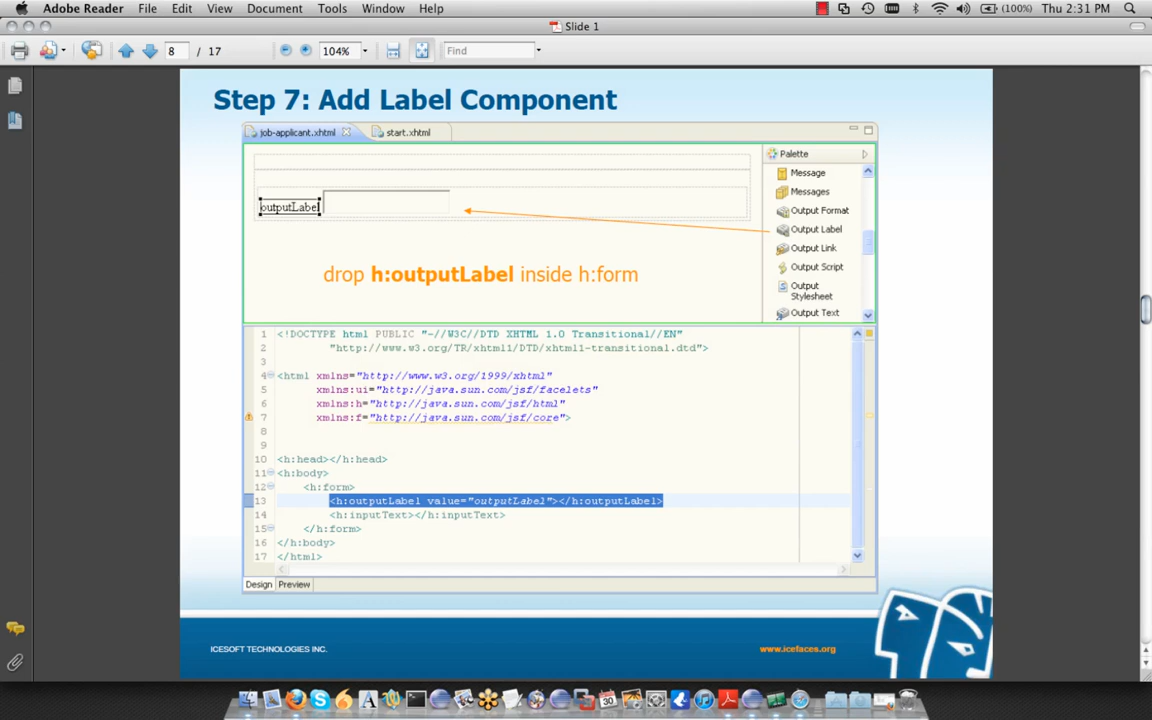 Adobe Reader File Edit View Document Tools Window Help (100%) Thu 2:31 PM
Slide 1
8 / 17 104% Find
Step 7: Add Label Component
job-applicant.xhtml start.xhtml
Palette
Message
Messages
Output Format
Output Label
Output Link
Output Script
Output
Stylesheet
Output Text
outputLabel
drop h:outputLabel inside h:form
1 <!DOCTYPE html PUBLIC "-//W3C//DTD XHTML 1.0 Transitional//EN"
2 "http://www.w3.org/TR/xhtml1/DTD/xhtml1-transitional.dtd">
3
4 <html xmlns="http://www.w3.org/1999/xhtml"
5 xmlns:ui="http://java.sun.com/jsf/facelets"
6 xmlns:h="http://java.sun.com/jsf/html"
7 xmlns:f="http://java.sun.com/jsf/core">
8
9
10 <h:head></h:head>
11 <h:body>
12 <h:form>
13 <h:outputLabel value="outputLabel"></h:outputLabel>
14 <h:inputText></h:inputText>
15 </h:form>
16 </h:body>
17 </html>
Design Preview
ICESOFT TECHNOLOGIES INC. www.icefaces.org
30